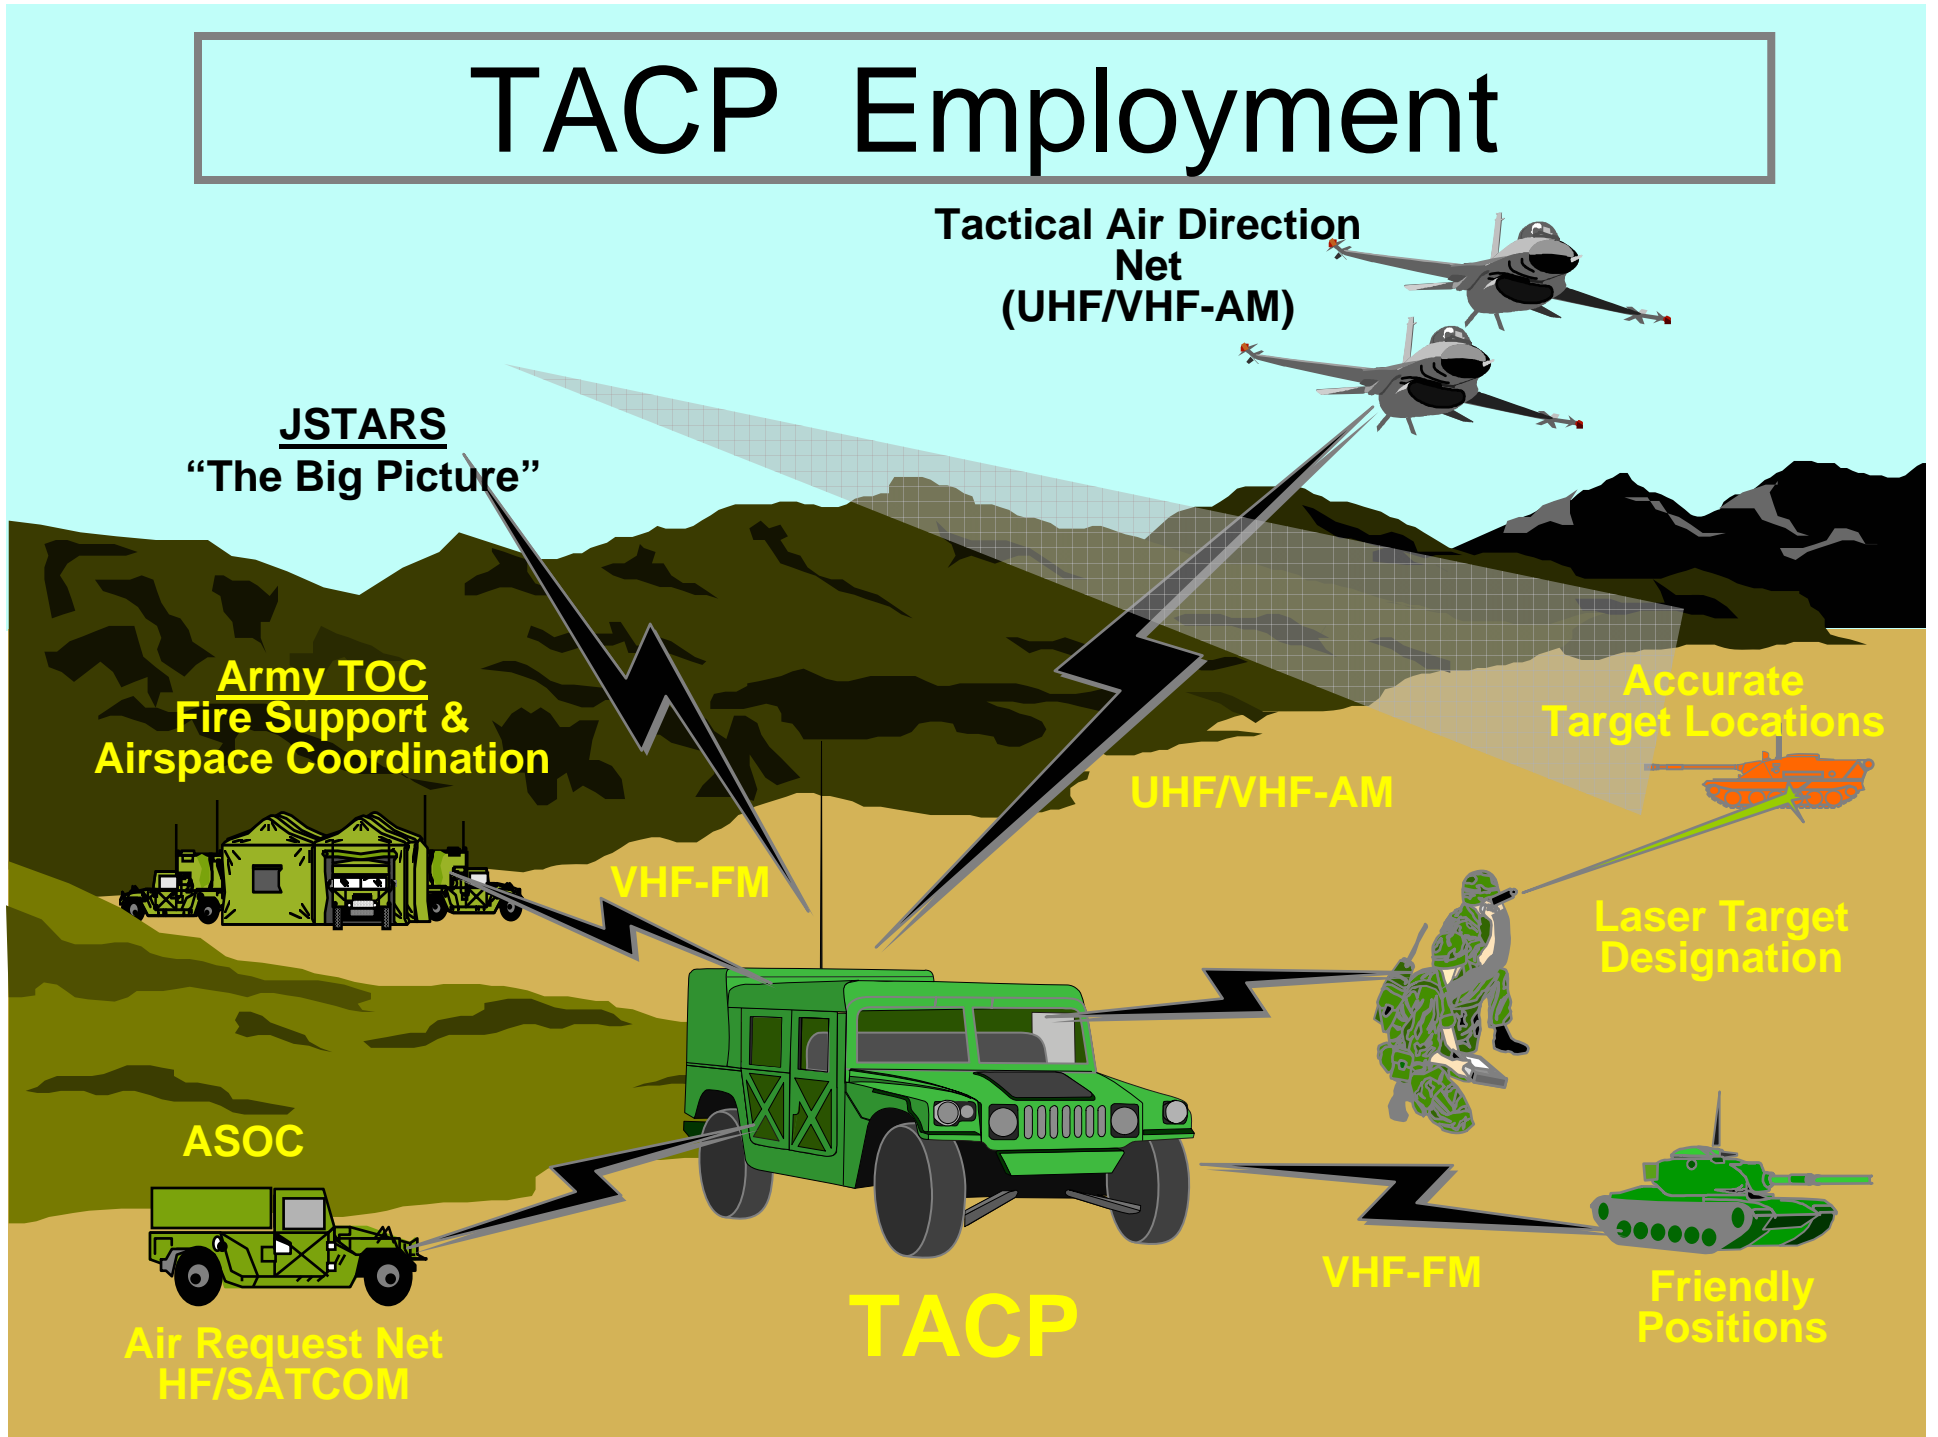 TACP Employment
Tactical Air Direction
Net
(UHF/VHF-AM)
JSTARS
“The Big Picture”
Army TOC
Fire Support &
Airspace Coordination
Accurate
Target Locations
UHF/VHF-AM
VHF-FM
Laser Target
Designation
ASOC
VHF-FM
Friendly
Positions
TACP
Air Request Net
HF/SATCOM